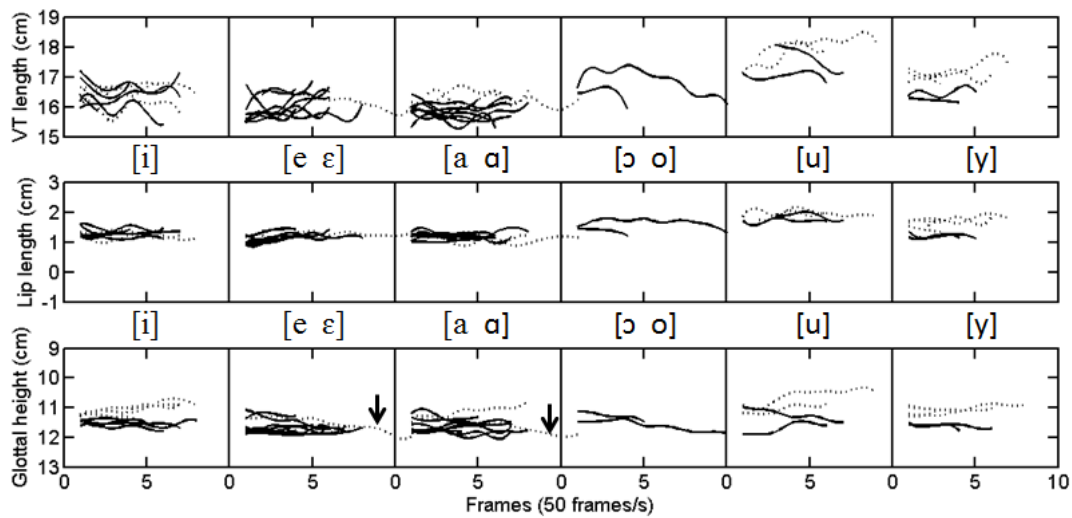 VT length (cm)
19
18
17
16
15
[i] [e ɛ] [a ɑ] [ɔ o] [u] [y]
Lip length (cm)
3
2
1
0
-1
[i] [e ɛ] [a ɑ] [ɔ o] [u] [y]
Glottal height (cm)
9
10
11
12
13
0 5 0 5 0 5 0 5 0 5 0 5 10
Frames (50 frames/s)